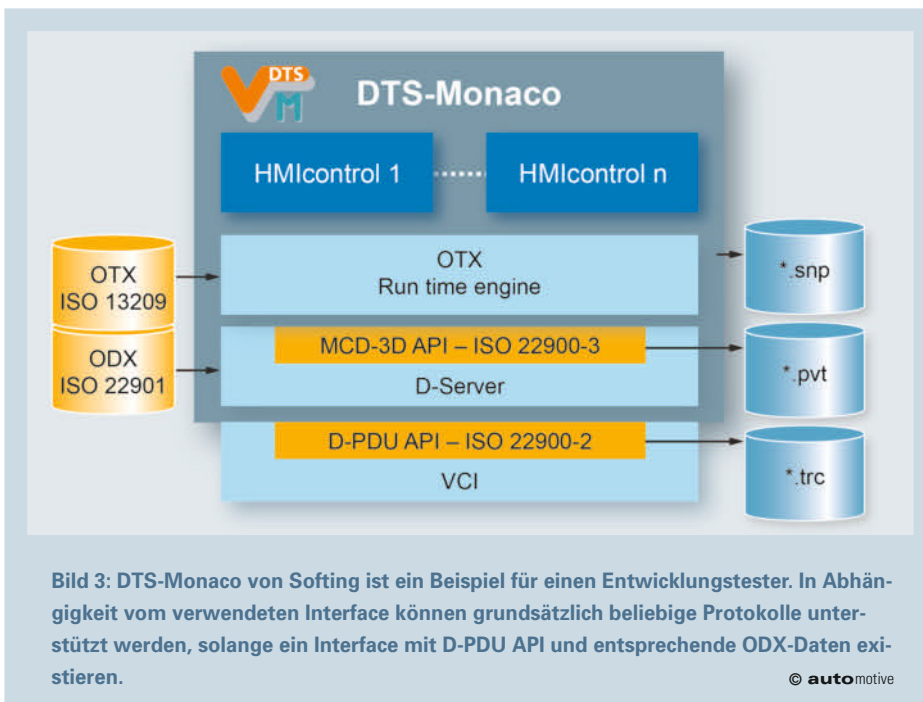 DTS
VM
DTS-Monaco
HMIcontrol 1
HMIcontrol n
OTX
ISO 13209
OTX
Run time engine
*.snp
ODX
ISO 22901
MCD-3D API – ISO 22900-3
D-Server
*.pvt
D-PDU API – ISO 22900-2
VCI
*.trc
Bild 3: DTS-Monaco von Softing ist ein Beispiel für einen Entwicklungstester. In Abhän-
gigkeit vom verwendeten Interface können grundsätzlich beliebige Protokolle unter-
stützt werden, solange ein Interface mit D-PDU API und entsprechende ODX-Daten exi-
stieren.
© automotive